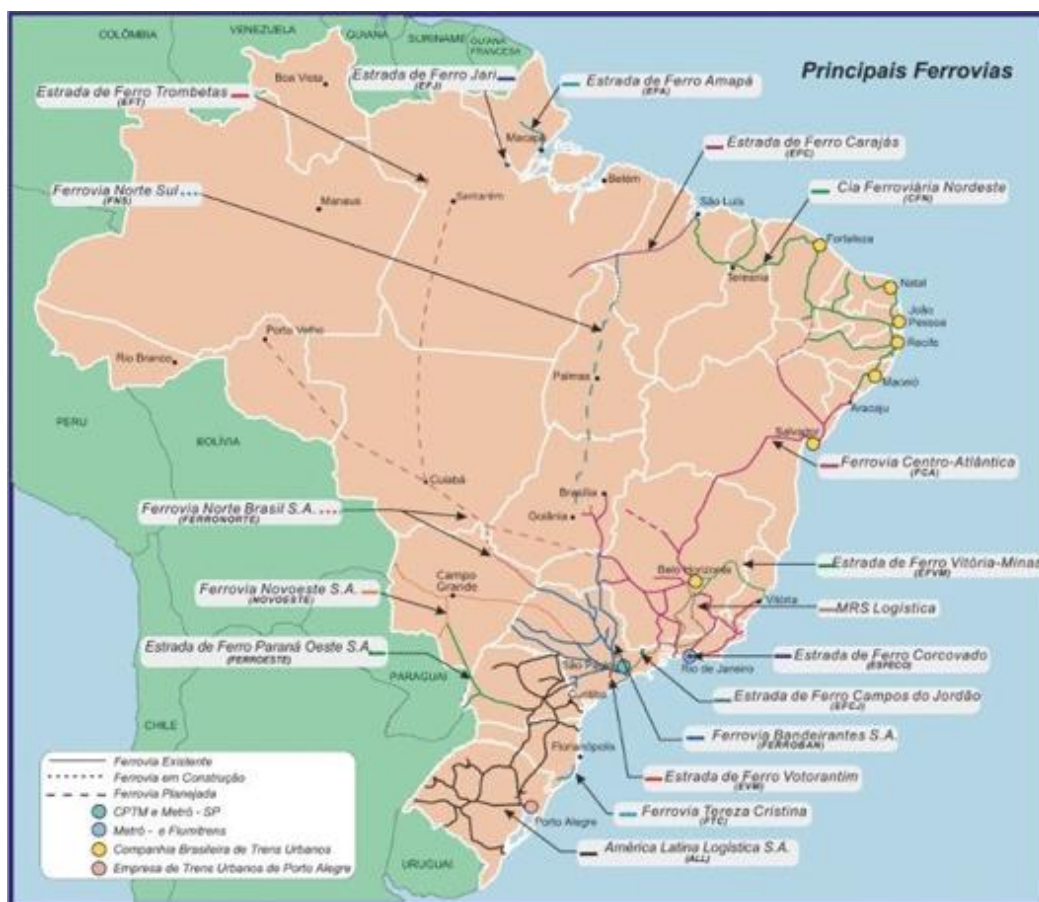 COLÔMBIA
VENEZUELA
GUIANA
SURINAME
GUIANA
FRANCESA
Principais Ferrovias
Boa Vista
Estrada de Ferro Jari
(EFJ)
Estrada de Ferro Amapá
(EFA)
Estrada de Ferro Trombetas
(EFT)
Macapá
Estrada de Ferro Carajás
(EFC)
Belém
Ferrovia Norte Sul
(FNS)
Santarém
Manaus
Cia Ferroviária Nordeste
(CFN)
São Luís
Fortaleza
Teresina
Natal
João
Pessoa
Porto Velho
Recife
Rio Branco
Palmas
Maceió
Aracaju
PERU
BOLÍVIA
Salvador
Ferrovia Centro-Atlântica
(FCA)
Cuiabá
Brasília
Goiânia
Ferrovia Norte Brasil S.A.
(FERRONORTE)
Estrada de Ferro Vitória-Minas
(EFVM)
Belo Horizonte
Campo
Grande
Ferrovia Novoeste S.A.
(NOVOESTE)
Vitória
MRS Logística
Estrada de Ferro Paraná Oeste S.A
(FERROESTE)
São Paulo
Rio de Janeiro
Estrada de Ferro Corcovado
(ESFECO)
PARAGUAI
Curitiba
Estrada de Ferro Campos do Jordão
(EFCJ)
CHILE
Ferrovia Bandeirantes S.A.
(FERROBAN)
Florianópolis
Estrada de Ferro Votorantim
(EVM)
Ferrovia Tereza Cristina
(FTC)
Porto Alegre
América Latina Logística S.A.
(ALL)
URUGUAI
Ferrovia Existente
Ferrovia em Construção
Ferrovia Planejada
CPTM e Metrô - SP
Metrô - e Flumitrens
Companhia Brasileira de Trens Urbanos
Empresa de Trens Urbanos de Porto Alegre